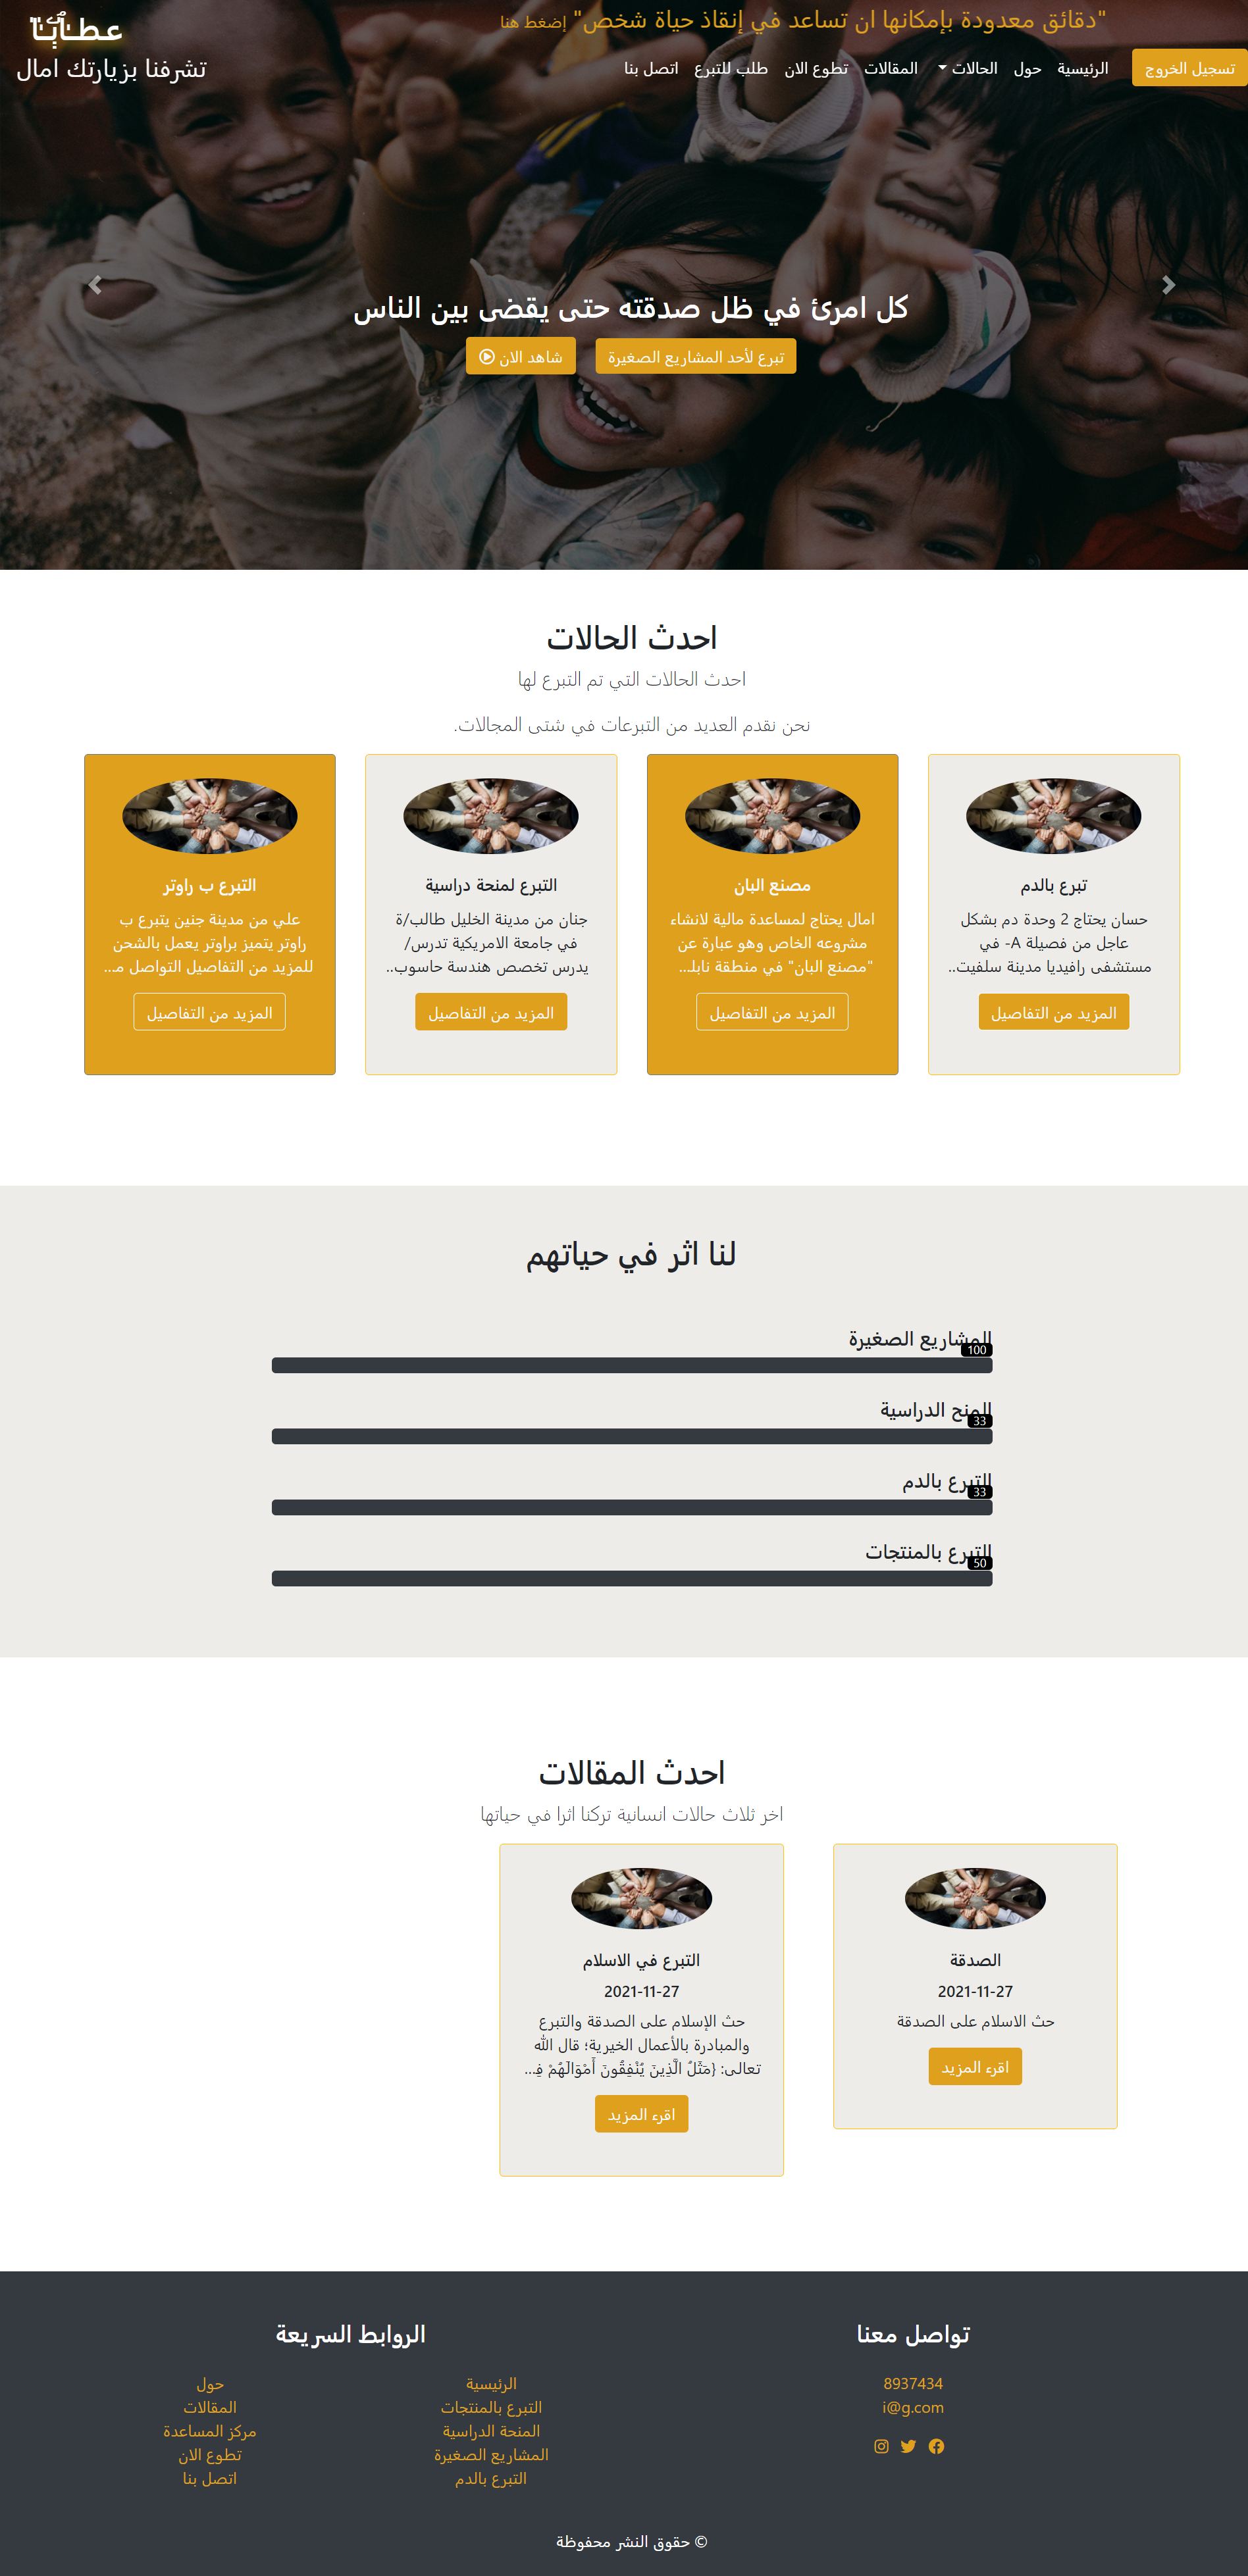 "دقائق معدودة بإمكانها ان تساعد في إنقاذ حياة شخص" إضغط هنا
عطايانا
تسجيل الخروج
الرئيسية
حول
الحالات
المقالات
تطوع الان
طلب للتبرع
اتصل بنا
تشرفنا بزيارتك امال
كل امرئ في ظل صدقته حتى يقضى بين الناس
تبرع لأحد المشاريع الصغيرة
شاهد الان
احدث الحالات
احدث الحالات التي تم التبرع لها
نحن نقدم العديد من التبرعات في شتى المجالات.
تبرع بالدم
حسان يحتاج 2 وحدة دم بشكل
عاجل من فصيلة A- في
مستشفى رافيديا مدينة سلفيت..
المزيد من التفاصيل
مصنع البان
امال يحتاج لمساعدة مالية لانشاء
مشروعه الخاص وهو عبارة عن
"مصنع البان" في منطقة نابلـ..
المزيد من التفاصيل
التبرع لمنحة دراسية
جنان من مدينة الخليل طالب/ة
في جامعة الامريكية تدرس/
يدرس تخصص هندسة حاسوب..
المزيد من التفاصيل
التبرع ب راوتر
علي من مدينة جنين يتبرع ب
راوتر يتميز براوتر يعمل بالشحن
للمزيد من التفاصيل التواصل مـ..
المزيد من التفاصيل
لنا اثر في حياتهم
المشاريع الصغيرة
100
المنح الدراسية
33
التبرع بالدم
33
التبرع بالمنتجات
50
احدث المقالات
اخر ثلاث حالات انسانية تركنا اثرا في حياتها
الصدقة
2021-11-27
حث الاسلام على الصدقة
اقرء المزيد
التبرع في الاسلام
2021-11-27
حث الإسلام على الصدقة والتبرع
والمبادرة بالأعمال الخيرية؛ قال الله
تعالى: {مَثَلُ الَّذِينَ يُنْفِقُونَ أَمْوَالَهُمْ فِـ..
اقرء المزيد
تواصل معنا
8937434
i@g.com
الروابط السريعة
الرئيسية
التبرع بالمنتجات
المنحة الدراسية
المشاريع الصغيرة
التبرع بالدم
حول
المقالات
مركز المساعدة
تطوع الان
اتصل بنا
© حقوق النشر محفوظة